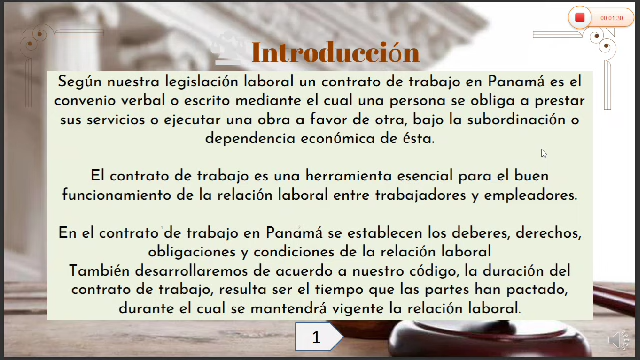 Introducción
Según nuestra legislación laboral un contrato de trabajo en Panamá es el
convenio verbal o escrito mediante el cual una persona se obliga a prestar
sus servicios o ejecutar una obra a favor de otra, bajo la subordinación o
dependencia económica de ésta.
El contrato de trabajo es una herramienta esencial para el buen
funcionamiento de la relación laboral entre trabajadores y empleadores.
En el contrato de trabajo en Panamá se establecen los deberes, derechos,
obligaciones y condiciones de la relación laboral
También desarrollaremos de acuerdo a nuestro código, la duración del
contrato de trabajo, resulta ser el tiempo que las partes han pactado,
durante el cual se mantendrá vigente la relación laboral.
1